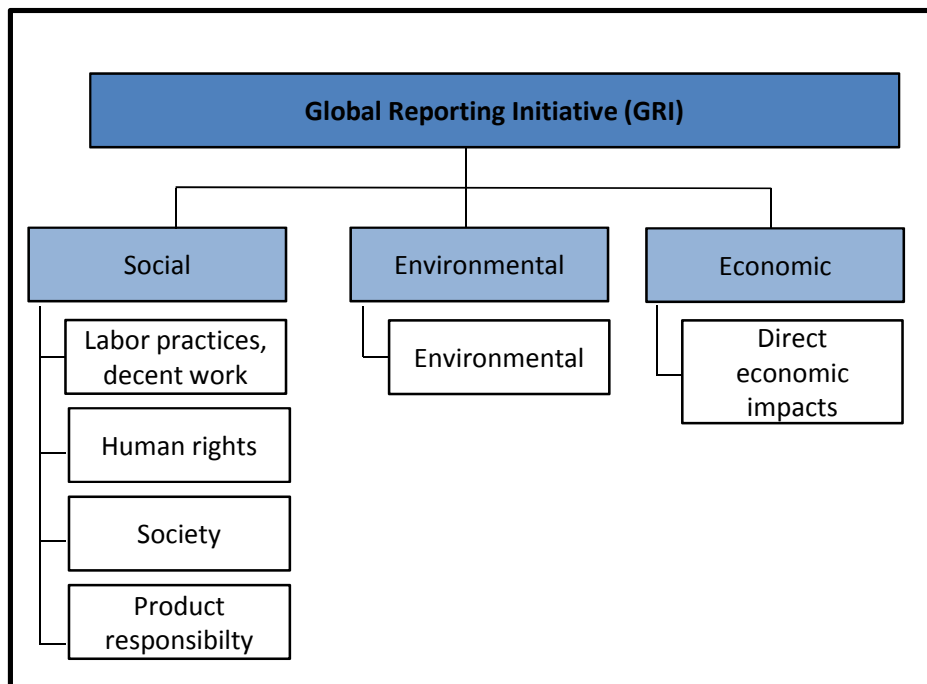 Global Reporting Initiative (GRI)
Social
Environmental
Economic
Labor practices,
decent work
Human rights
Society
Product
responsibilty
Environmental
Direct
economic
impacts